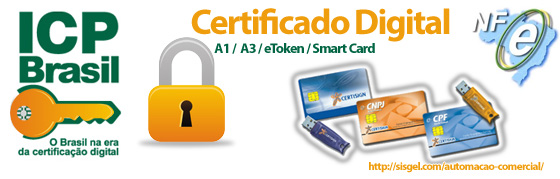 ICP
Brasil
O Brasil na era
da certificação digital
Certificado Digital
A1 / A3 / eToken / Smart Card
NF
e
CERTISIGN
CNPJ
CPF
http://sisgel.com/automacao-comercial/